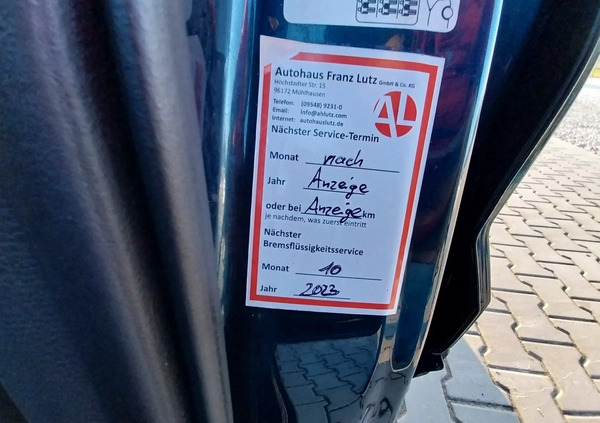 Autohaus Franz Lutz GmbH & Co. KG
Höchstadter Str. 15
96172 Mühlhausen
Telefon: (09548) 9231-0
Email: info@ahlutz.com
Internet: autohauslutz.de
AL
Nächster Service-Termin
Monat nach
Jahr Anzeige
oder bei Anzeige km
je nachdem, was zuerst eintritt
Nächster
Bremsflüssigkeitsservice
Monat 10
Jahr 2023